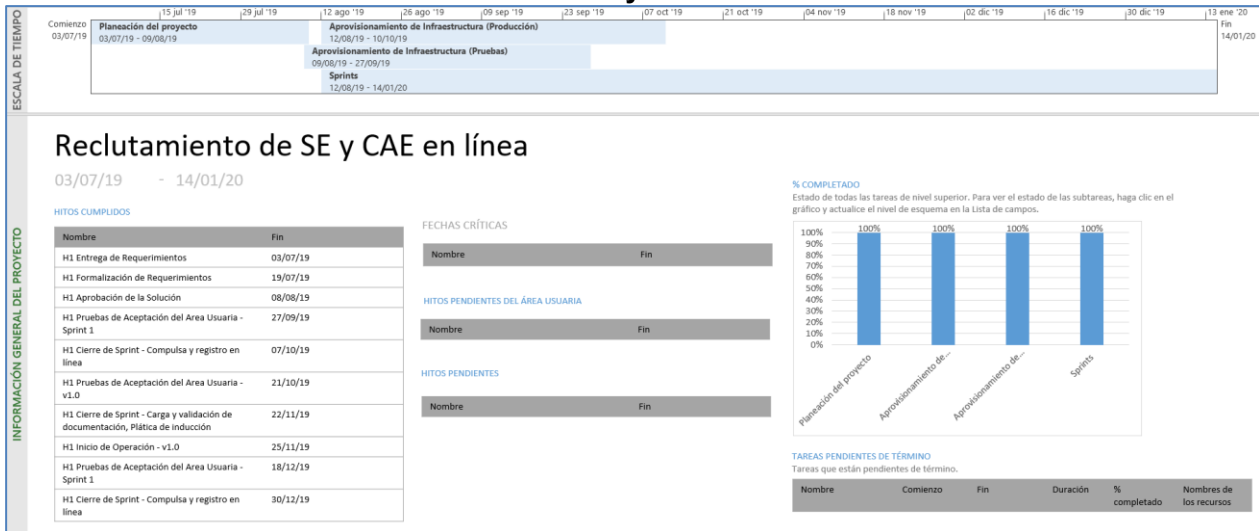 ESCALA DE TIEMPO
15 jul '19 29 jul '19 12 ago '19 26 ago '19 09 sep '19 23 sep '19 07 oct '19 21 oct '19 04 nov '19 18 nov '19 02 dic '19 16 dic '19 30 dic '19 13 ene '20
Comienzo
03/07/19
Planeación del proyecto
03/07/19 - 09/08/19
Aprovisionamiento de Infraestructura (Producción)
12/08/19 - 10/10/19
Aprovisionamiento de Infraestructura (Pruebas)
09/08/19 - 27/09/19
Sprints
12/08/19 - 14/01/20
Fin
14/01/20
INFORMACIÓN GENERAL DEL PROYECTO
Reclutamiento de SE y CAE en línea
03/07/19 - 14/01/20
HITOS CUMPLIDOS
Nombre Fin
H1 Entrega de Requerimientos 03/07/19
H1 Formalización de Requerimientos 19/07/19
H1 Aprobación de la Solución 08/08/19
H1 Pruebas de Aceptación del Area Usuaria - 27/09/19
Sprint 1
H1 Cierre de Sprint - Compulsa y registro en 07/10/19
línea
H1 Pruebas de Aceptación del Area Usuaria - 21/10/19
v1.0
H1 Cierre de Sprint - Carga y validación de 22/11/19
documentación, Plática de inducción
H1 Inicio de Operación - v1.0 25/11/19
H1 Pruebas de Aceptación del Area Usuaria - 18/12/19
Sprint 1
H1 Cierre de Sprint - Compulsa y registro en 30/12/19
línea
FECHAS CRÍTICAS
Nombre Fin
HITOS PENDIENTES DEL ÁREA USUARIA
Nombre Fin
HITOS PENDIENTES
Nombre Fin
% COMPLETADO
Estado de todas las tareas de nivel superior. Para ver el estado de las subtareas, haga clic en el
gráfico y actualice el nivel de esquema en la Lista de campos.
100% 100% 100% 100%
100%
90%
80%
70%
60%
50%
40%
30%
20%
10%
0%
Planeación del proyecto
Aprovisionamiento de...
Aprovisionamiento de...
Sprints
TAREAS PENDIENTES DE TÉRMINO
Tareas que están pendientes de término.
Nombre Comienzo Fin Duración % Nombres de
completado los recursos